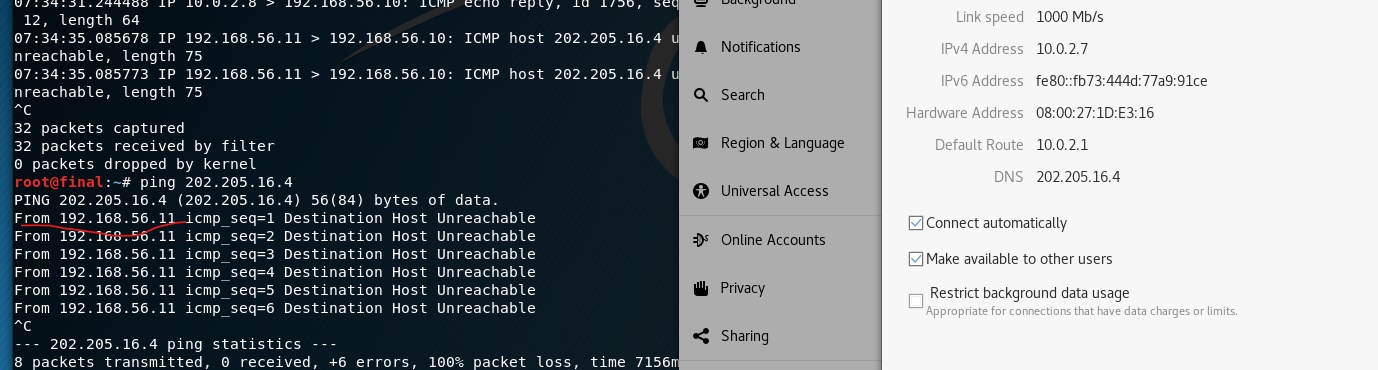 07:34:31.244488 IP 10.0.2.8 > 192.168.56.10: ICMP echo reply, id 1756, seq
12, length 64
07:34:35.085678 IP 192.168.56.11 > 192.168.56.10: ICMP host 202.205.16.4 u
nreachable, length 75
07:34:35.085773 IP 192.168.56.11 > 192.168.56.10: ICMP host 202.205.16.4 u
nreachable, length 75
^C
32 packets captured
32 packets received by filter
0 packets dropped by kernel
root@final:~# ping 202.205.16.4
PING 202.205.16.4 (202.205.16.4) 56(84) bytes of data.
From 192.168.56.11 icmp_seq=1 Destination Host Unreachable
From 192.168.56.11 icmp_seq=2 Destination Host Unreachable
From 192.168.56.11 icmp_seq=3 Destination Host Unreachable
From 192.168.56.11 icmp_seq=4 Destination Host Unreachable
From 192.168.56.11 icmp_seq=5 Destination Host Unreachable
From 192.168.56.11 icmp_seq=6 Destination Host Unreachable
^C
--- 202.205.16.4 ping statistics ---
8 packets transmitted, 0 received, +6 errors, 100% packet loss, time 7156m
Background
Notifications
Search
Region & Language
Universal Access
Online Accounts
Privacy
Sharing
Link speed 1000 Mb/s
IPv4 Address 10.0.2.7
IPv6 Address fe80::fb73:444d:77a9:91ce
Hardware Address 08:00:27:1D:E3:16
Default Route 10.0.2.1
DNS 202.205.16.4
Connect automatically
Make available to other users
Restrict background data usage
Appropriate for connections that have data charges or limits.